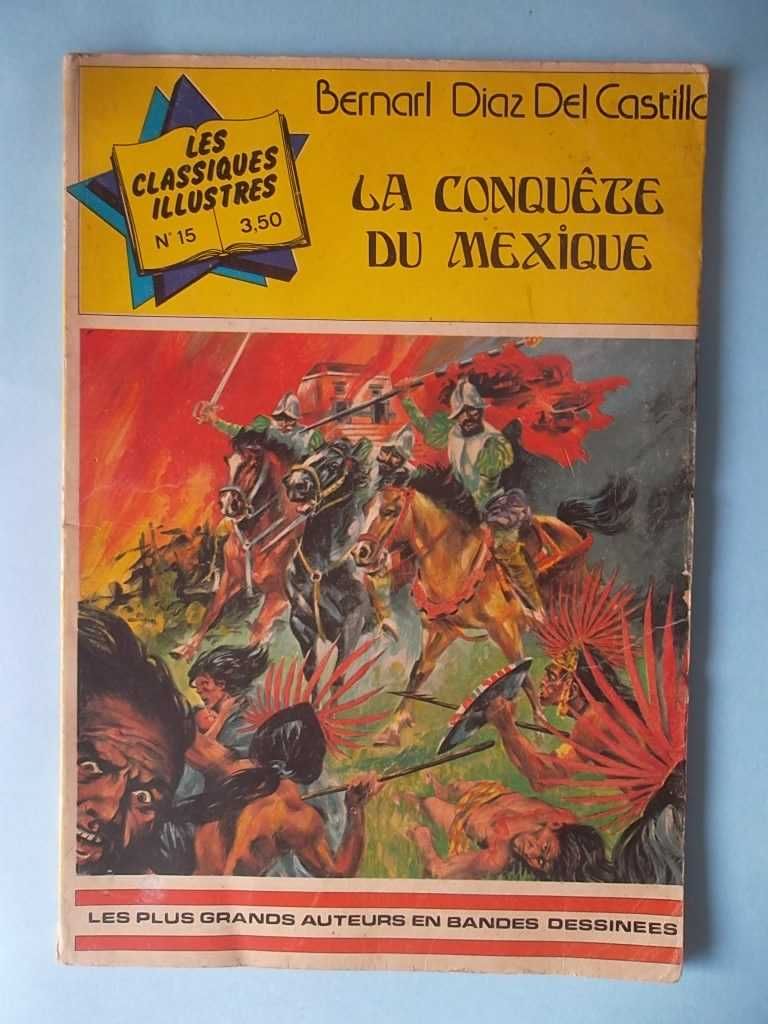 Bernarl Diaz Del Castillo
LES
CLASSIQUES
ILLUSTRES
N° 15
3,50
LA CONQUÊTE
DU MEXIQUE
LES PLUS GRANDS AUTEURS EN BANDES DESSINEES